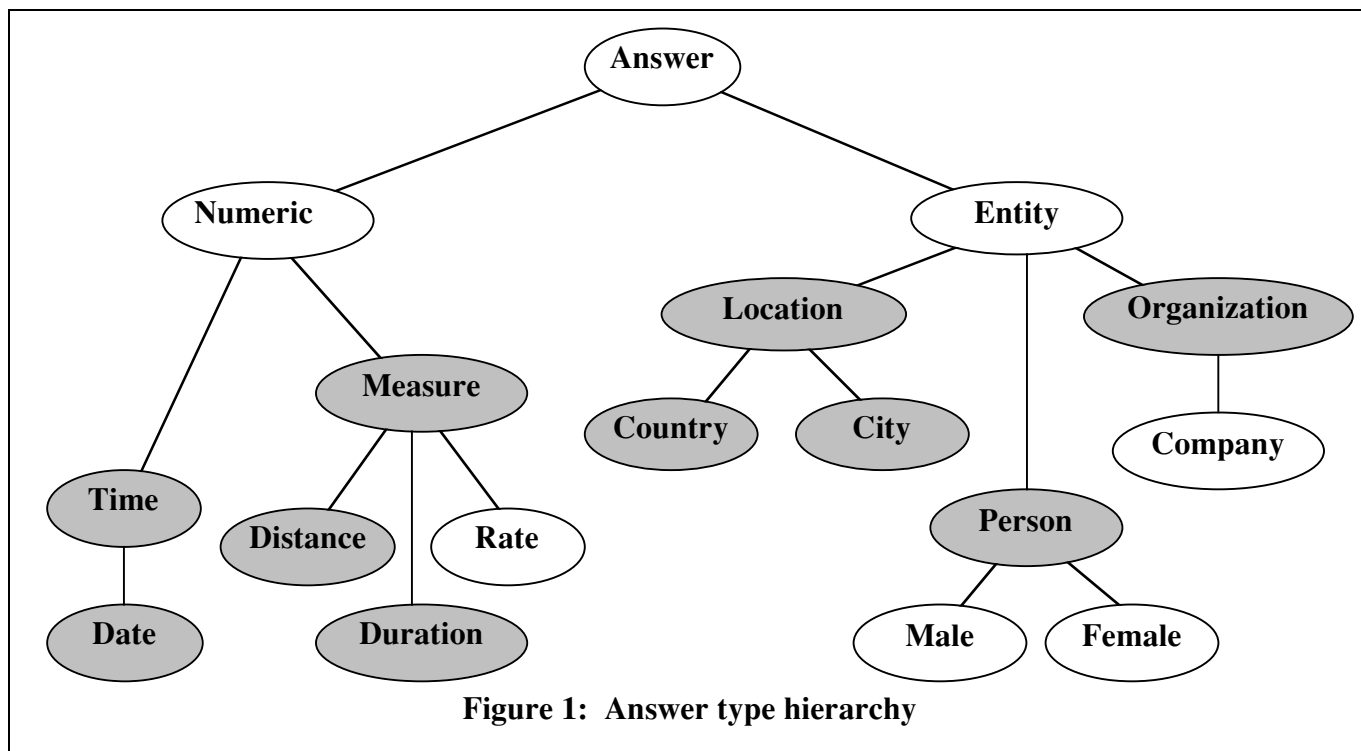 Answer
Numeric
Entity
Location
Organization
Measure
Country
City
Company
Time
Distance
Rate
Person
Date
Duration
Male
Female
Figure 1: Answer type hierarchy